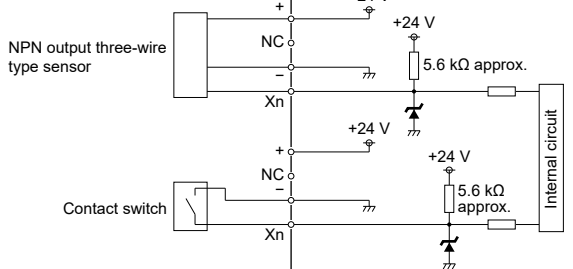 +
+24 V
NC
NPN output three-wire
type sensor
5.6 kΩ approx.
−
Xn
+24 V
+
+24 V
NC
−
5.6 kΩ
approx.
Contact switch
Xn
Internal circuit